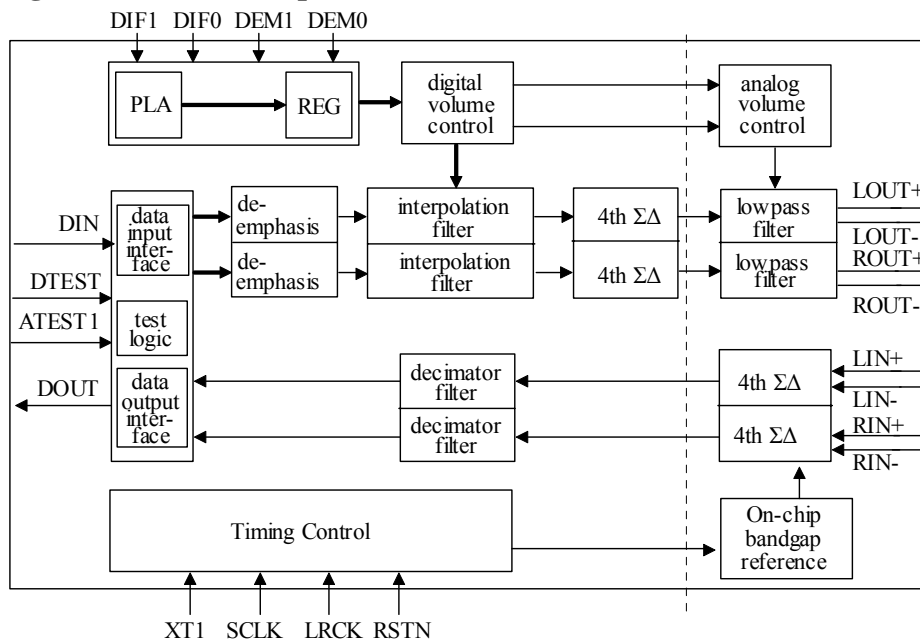 DIF1 DIF0 DEM1 DEM0
PLA
REG
digital
volume
control
analog
volume
control
DIN
DTEST
ATEST1
DOUT
data
input
inter-
face
test
logic
data
output
inter-
face
de-
emphasis
de-
emphasis
interpolation
filter
interpolation
filter
4th ΣΔ
4th ΣΔ
lowpass
filter
lowpass
filter
LOUT+
LOUT-
ROUT+
ROUT-
decimator
filter
decimator
filter
4th ΣΔ
4th ΣΔ
LIN+
LIN-
RIN+
RIN-
Timing Control
On-chip
bandgap
reference
XT1 SCLK LRCK RSTN